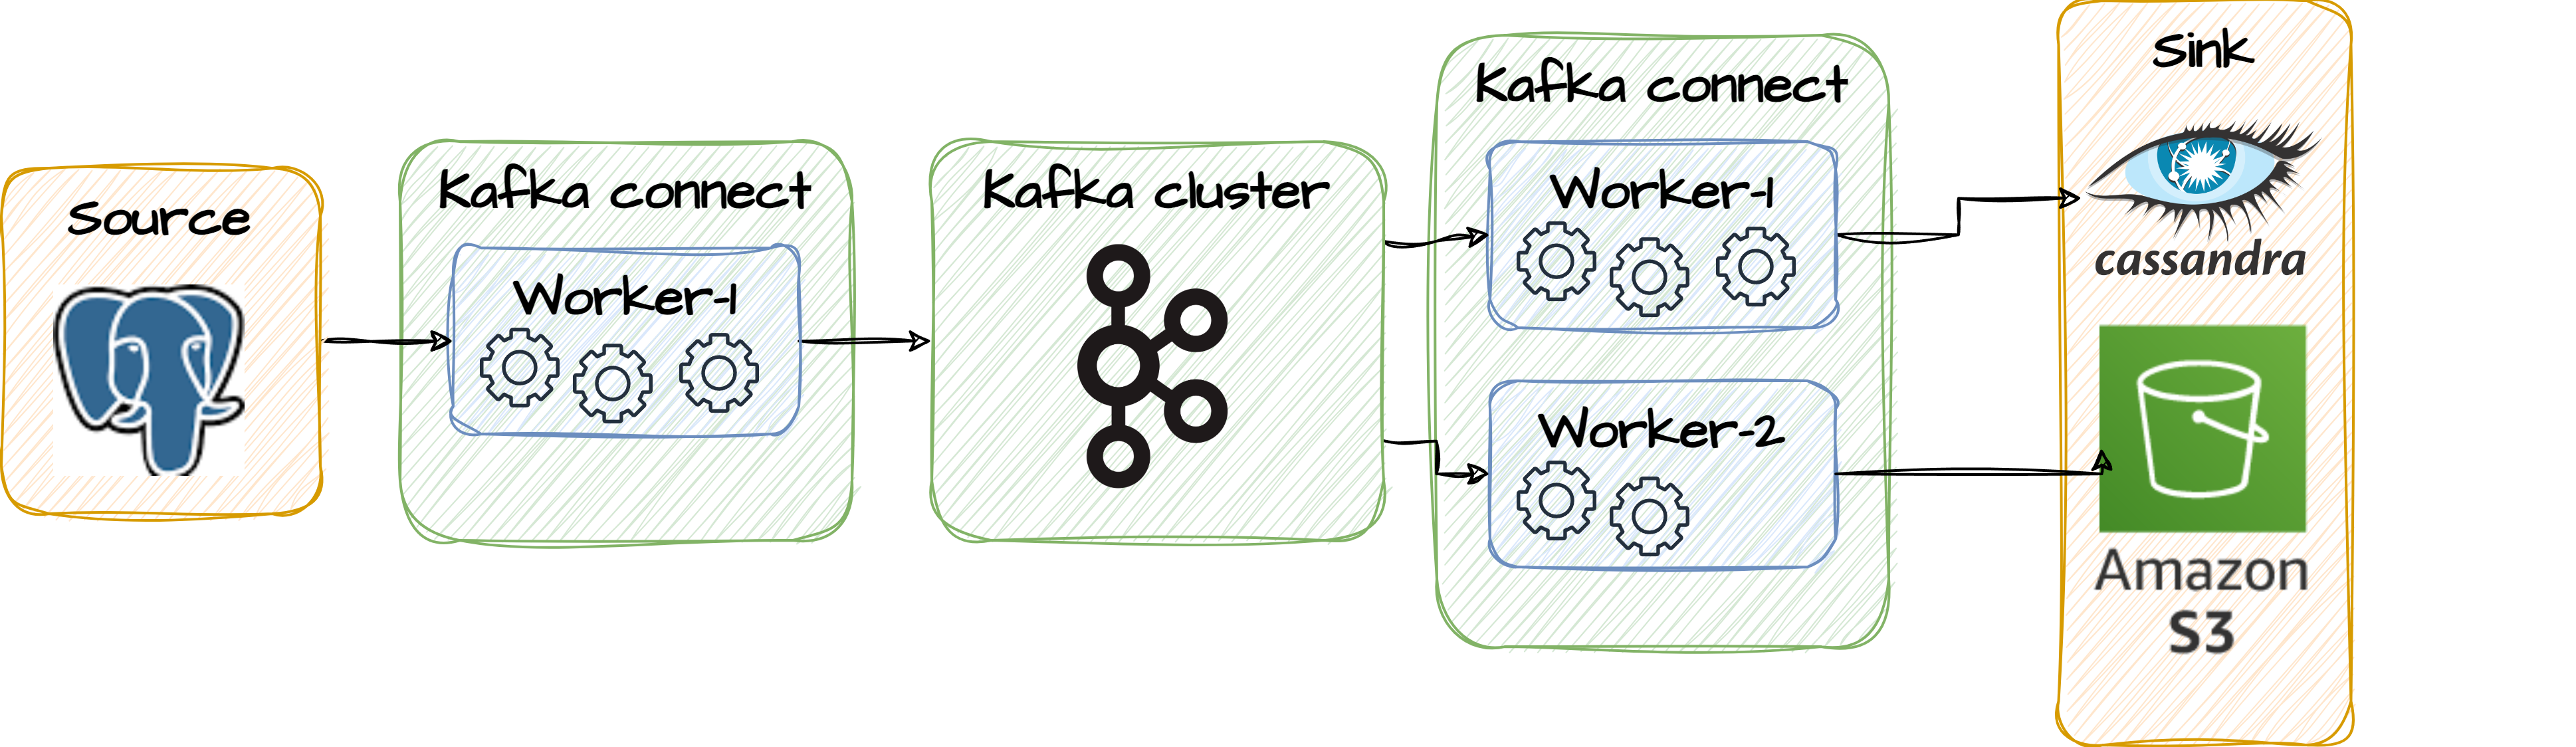 Source
Kafka connect
Worker-1
Kafka cluster
Kafka connect
Worker-1
Worker-2
Sink
cassandra
Amazon
S3